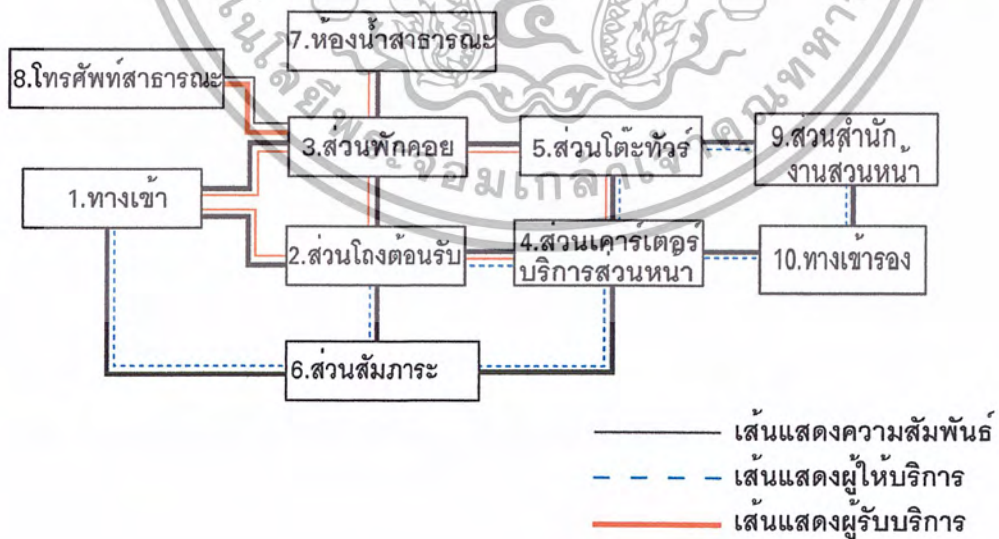 7.ห้องน้ำสาธารณะ
8.โทรศัพท์สาธารณะ
3.ส่วนพักคอย
5.ส่วนโต๊ะทัวร์
9.ส่วนสำนัก
งานส่วนหน้า
1.ทางเข้า
2.ส่วนโถงต้อนรับ
4.ส่วนเคาร์เตอร์
บริการส่วนหน้า
10.ทางเข้ารอง
6.ส่วนสัมภาระ
เส้นแสดงความสัมพันธ์
เส้นแสดงผู้ให้บริการ
เส้นแสดงผู้รับบริการ